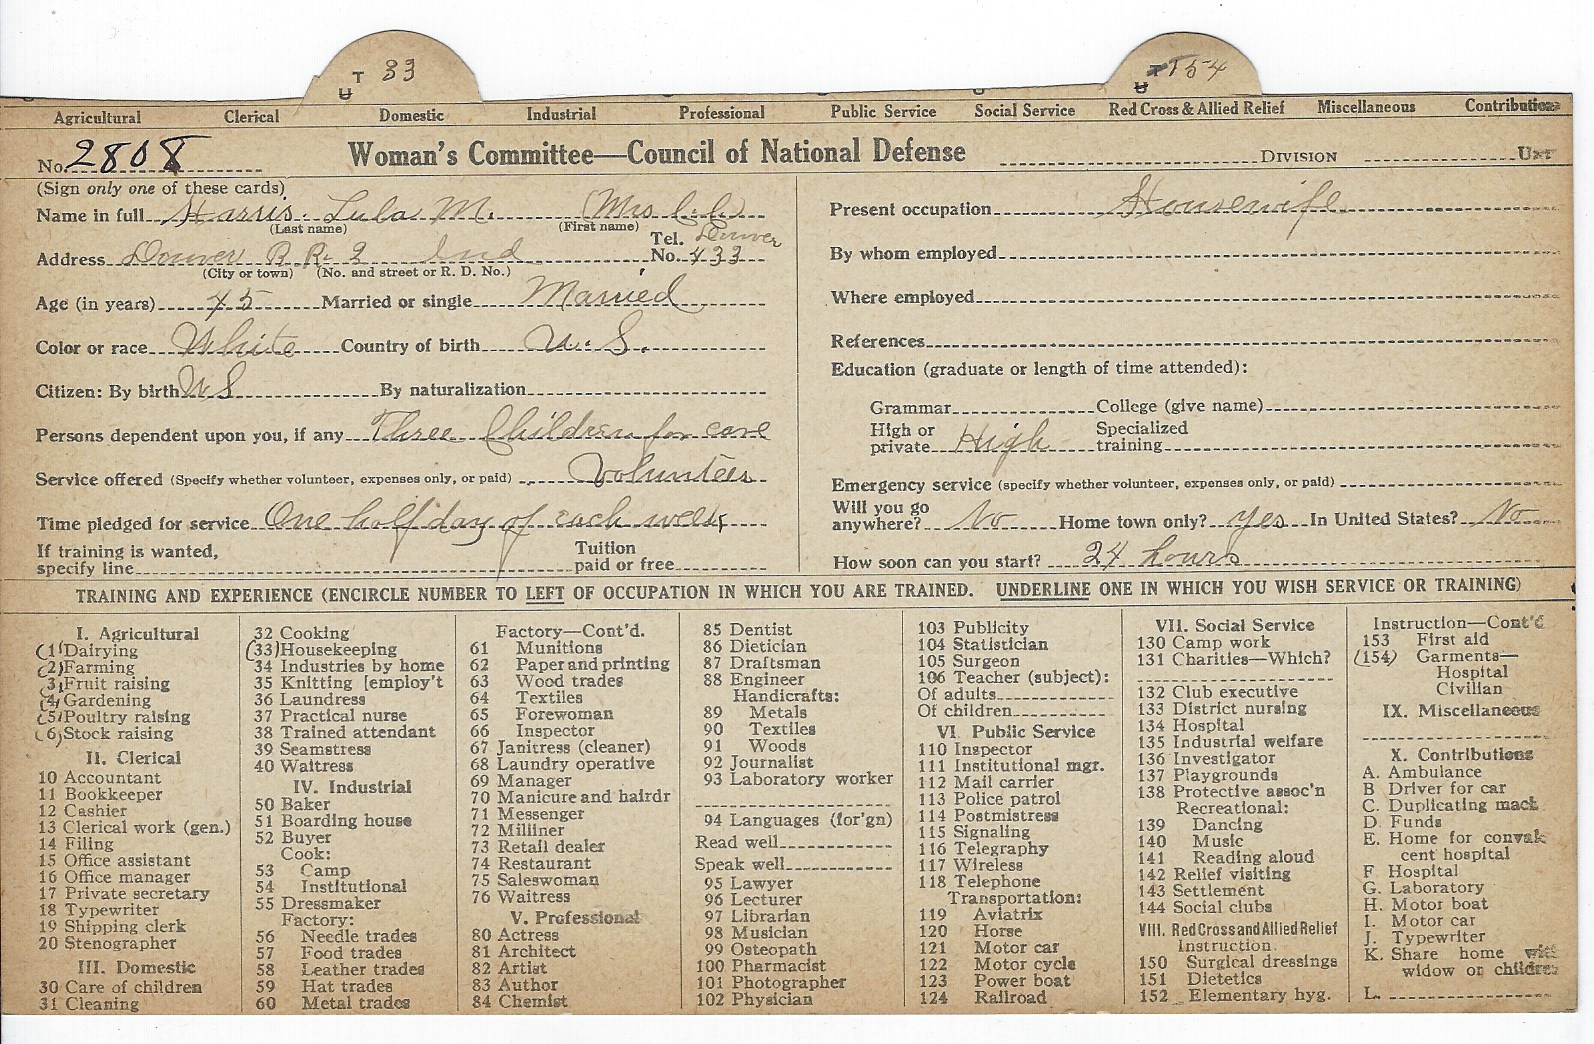 T 33
U
T 54
U
Agricultural Clerical Domestic Industrial Professional Public Service Social Service Red Cross & Allied Relief Miscellaneous Contributions
No. 2808 Woman's Committee—Council of National Defense DIVISION
(Sign only one of these cards)
Name in full Harris. Lula M. (Mrs C.C.)
(Last name) (First name)
Address Denver R R. 2 Ind Tel. No. Denver 433
(City or town) (No. and street or R. D. No.)
Age (in years) 45 Married or single Married
Color or race White Country of birth U. S.
Citizen: By birth U S By naturalization
Persons dependent upon you, if any Three Children for care
Service offered (Specify whether volunteer, expenses only, or paid) Volunteer
Time pledged for service One half day of each week
If training is wanted, specify line Tuition paid or free
Present occupation Housewife
By whom employed
Where employed
References
Education (graduate or length of time attended):
Grammar College (give name)
High or private High Specialized training
Emergency service (specify whether volunteer, expenses only, or paid)
Will you go anywhere? No Home town only? yes In United States? No
How soon can you start? 24 hours
TRAINING AND EXPERIENCE (ENCIRCLE NUMBER TO LEFT OF OCCUPATION IN WHICH YOU ARE TRAINED. UNDERLINE ONE IN WHICH YOU WISH SERVICE OR TRAINING)
I. Agricultural
(1) Dairying
(2) Farming
(3) Fruit raising
(4) Gardening
(5) Poultry raising
(6) Stock raising
II. Clerical
10 Accountant
11 Bookkeeper
12 Cashier
13 Clerical work (gen.)
14 Filing
15 Office assistant
16 Office manager
17 Private secretary
18 Typewriter
19 Shipping clerk
20 Stenographer
III. Domestic
30 Care of children
31 Cleaning
32 Cooking
(33) Housekeeping
34 Industries by home
35 Knitting [employ't
36 Laundress
37 Practical nurse
38 Trained attendant
39 Seamstress
40 Waitress
IV. Industrial
50 Baker
51 Boarding house
52 Buyer
Cook:
53 Camp
54 Institutional
55 Dressmaker
Factory:
56 Needle trades
57 Food trades
58 Leather trades
59 Hat trades
60 Metal trades
Factory—Cont'd.
61 Munitions
62 Paper and printing
63 Wood trades
64 Textiles
65 Forewoman
66 Inspector
67 Janitress (cleaner)
68 Laundry operative
69 Manager
70 Manicure and hairdr
71 Messenger
72 Milliner
73 Retail dealer
74 Restaurant
75 Saleswoman
76 Waitress
V. Professional
80 Actress
81 Architect
82 Artist
83 Author
84 Chemist
85 Dentist
86 Dietician
87 Draftsman
88 Engineer
Handicrafts:
89 Metals
90 Textiles
91 Woods
92 Journalist
93 Laboratory worker
94 Languages (for'gn)
Read well
Speak well
95 Lawyer
96 Lecturer
97 Librarian
98 Musician
99 Osteopath
100 Pharmacist
101 Photographer
102 Physician
103 Publicity
104 Statistician
105 Surgeon
106 Teacher (subject):
Of adults
Of children
VI. Public Service
110 Inspector
111 Institutional mgr.
112 Mail carrier
113 Police patrol
114 Postmistress
115 Signaling
116 Telegraphy
117 Wireless
118 Telephone
Transportation:
119 Aviatrix
120 Horse
121 Motor car
122 Motor cycle
123 Power boat
124 Railroad
VII. Social Service
130 Camp work
131 Charities—Which?
132 Club executive
133 District nursing
134 Hospital
135 Industrial welfare
136 Investigator
137 Playgrounds
138 Protective assoc'n
Recreational:
139 Dancing
140 Music
141 Reading aloud
142 Relief visiting
143 Settlement
144 Social clubs
VIII. Red Cross and Allied Relief
Instruction.
150 Surgical dressings
151 Dietetics
152 Elementary hyg.
Instruction—Cont'd
153 First aid
(154) Garments—
Hospital
Civilian
IX. Miscellaneous
X. Contributions
A. Ambulance
B Driver for car
C. Duplicating mach
D. Funds
E. Home for conval
cent hospital
F. Hospital
G. Laboratory
H. Motor boat
I. Motor car
J. Typewriter
K. Share home with
widow or children
L.